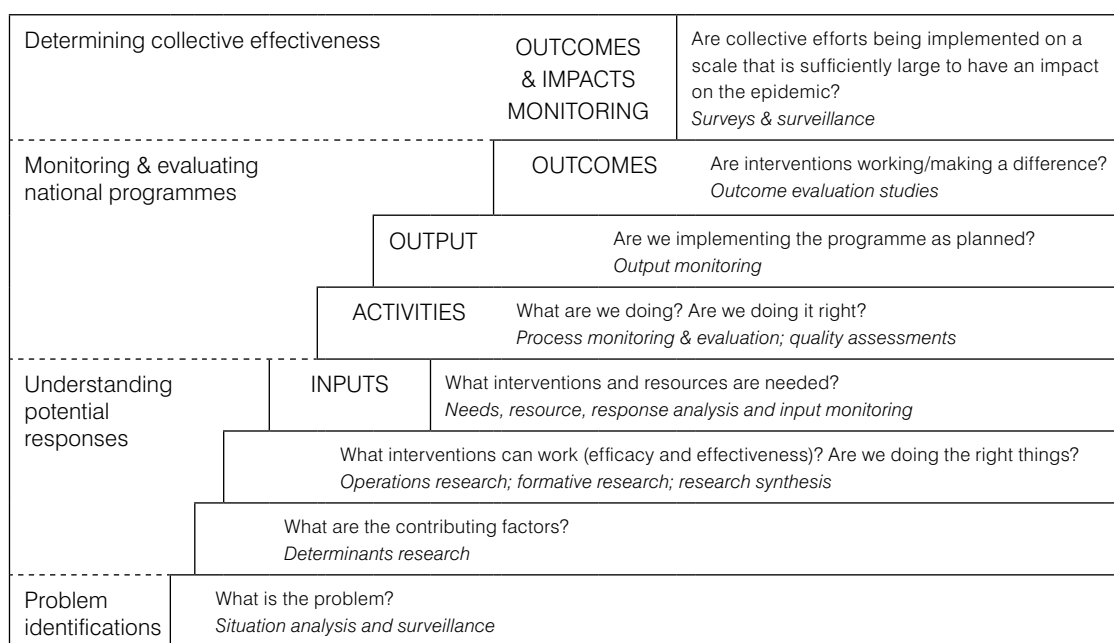 Determining collective effectiveness
OUTCOMES
& IMPACTS
MONITORING
Are collective efforts being implemented on a
scale that is sufficiently large to have an impact
on the epidemic?
Surveys & surveillance
Monitoring & evaluating
national programmes
OUTCOMES
Are interventions working/making a difference?
Outcome evaluation studies
OUTPUT
Are we implementing the programme as planned?
Output monitoring
ACTIVITIES
What are we doing? Are we doing it right?
Process monitoring & evaluation; quality assessments
Understanding
potential
responses
INPUTS
What interventions and resources are needed?
Needs, resource, response analysis and input monitoring
What interventions can work (efficacy and effectiveness)? Are we doing the right things?
Operations research; formative research; research synthesis
What are the contributing factors?
Determinants research
Problem
identifications
What is the problem?
Situation analysis and surveillance